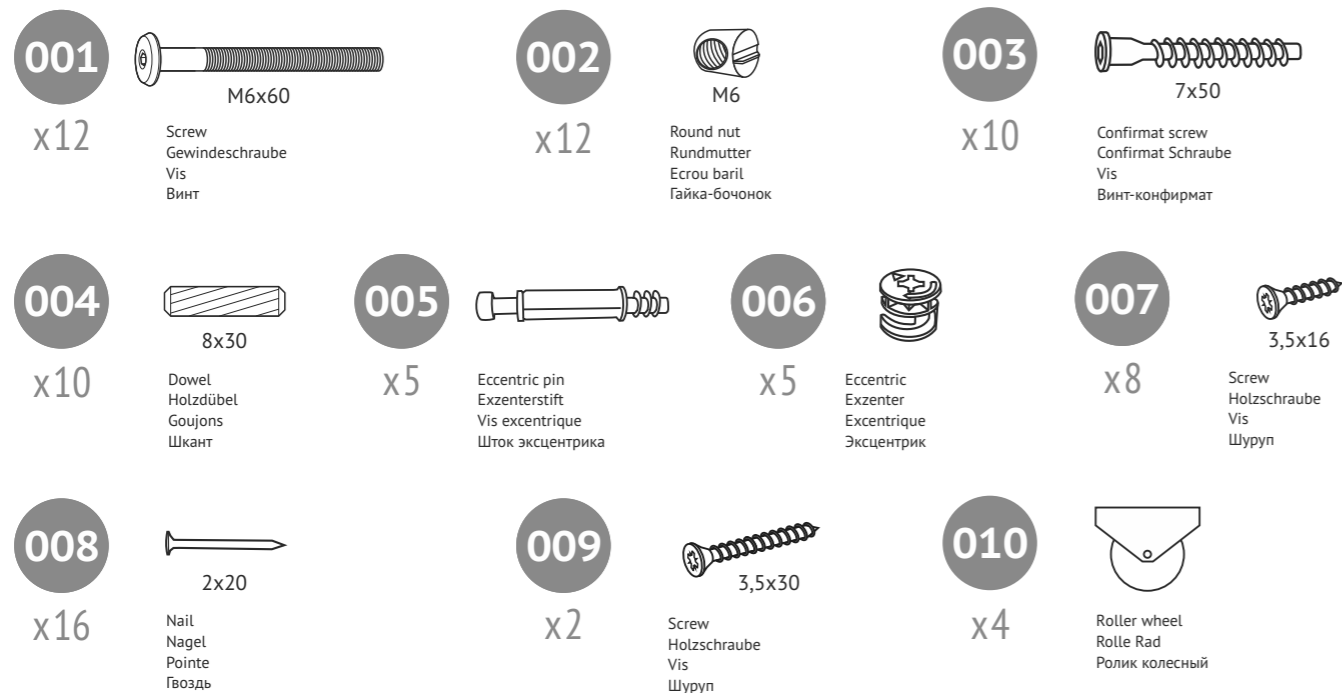 001
M6x60
x12
Screw
Gewindeschraube
Vis
Винт
002
M6
x12
Round nut
Rundmutter
Ecrou baril
Гайка-бочонок
003
7x50
x10
Confirmat screw
Confirmat Schraube
Vis
Винт-конфирмат
004
8x30
x10
Dowel
Holzdübel
Goujons
Шкант
005
x5
Eccentric pin
Exzenterstift
Vis excentrique
Шток эксцентрика
006
x5
Eccentric
Exzenter
Excentrique
Эксцентрик
007
3,5x16
x8
Screw
Holzschraube
Vis
Шуруп
008
2x20
x16
Nail
Nagel
Pointe
Гвоздь
009
3,5x30
x2
Screw
Holzschraube
Vis
Шуруп
010
x4
Roller wheel
Rolle Rad
Ролик колесный